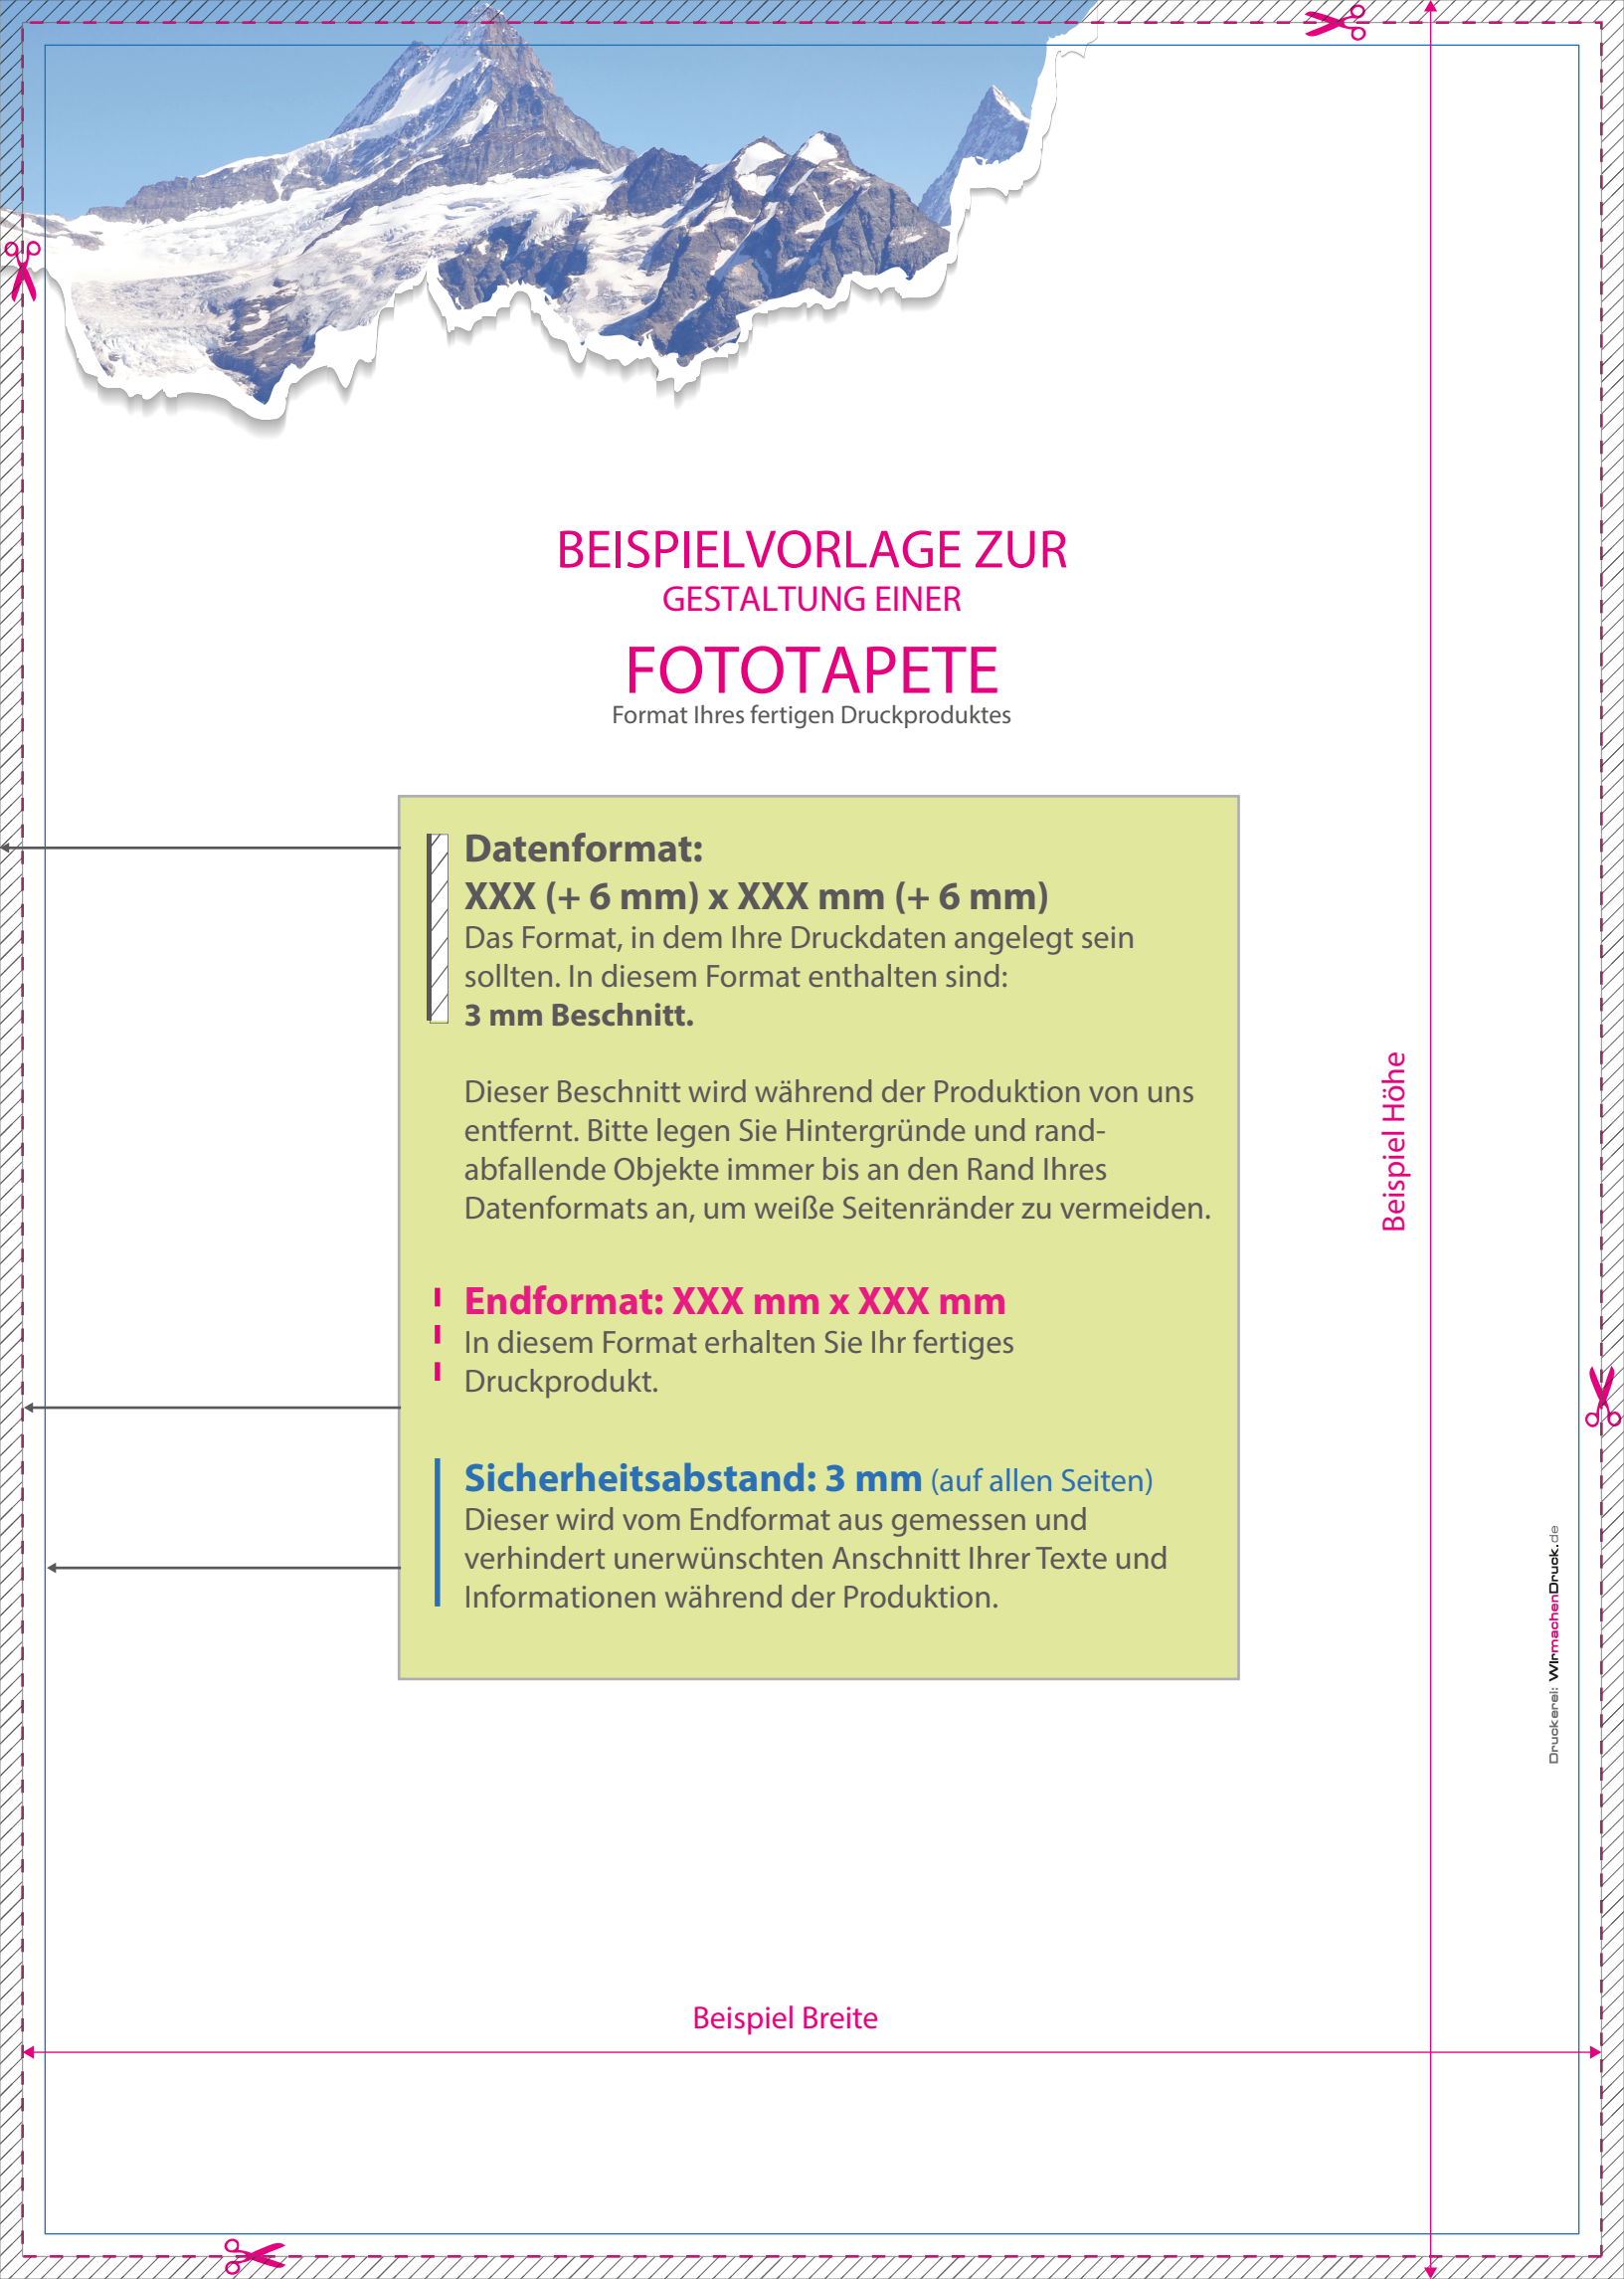 BEISPIELVORLAGE ZUR
GESTALTUNG EINER
FOTOTAPETE
Format Ihres fertigen Druckproduktes
Datenformat:
XXX (+ 6 mm) x XXX mm (+ 6 mm)
Das Format, in dem Ihre Druckdaten angelegt sein
sollten. In diesem Format enthalten sind:
3 mm Beschnitt.
Dieser Beschnitt wird während der Produktion von uns
entfernt. Bitte legen Sie Hintergründe und rand-
abfallende Objekte immer bis an den Rand Ihres
Datenformats an, um weiße Seitenränder zu vermeiden.
Endformat: XXX mm x XXX mm
In diesem Format erhalten Sie Ihr fertiges
Druckprodukt.
Sicherheitsabstand: 3 mm (auf allen Seiten)
Dieser wird vom Endformat aus gemessen und
verhindert unerwünschten Anschnitt Ihrer Texte und
Informationen während der Produktion.
Beispiel Höhe
Druckerei: WirmachenDruck.de
Beispiel Breite